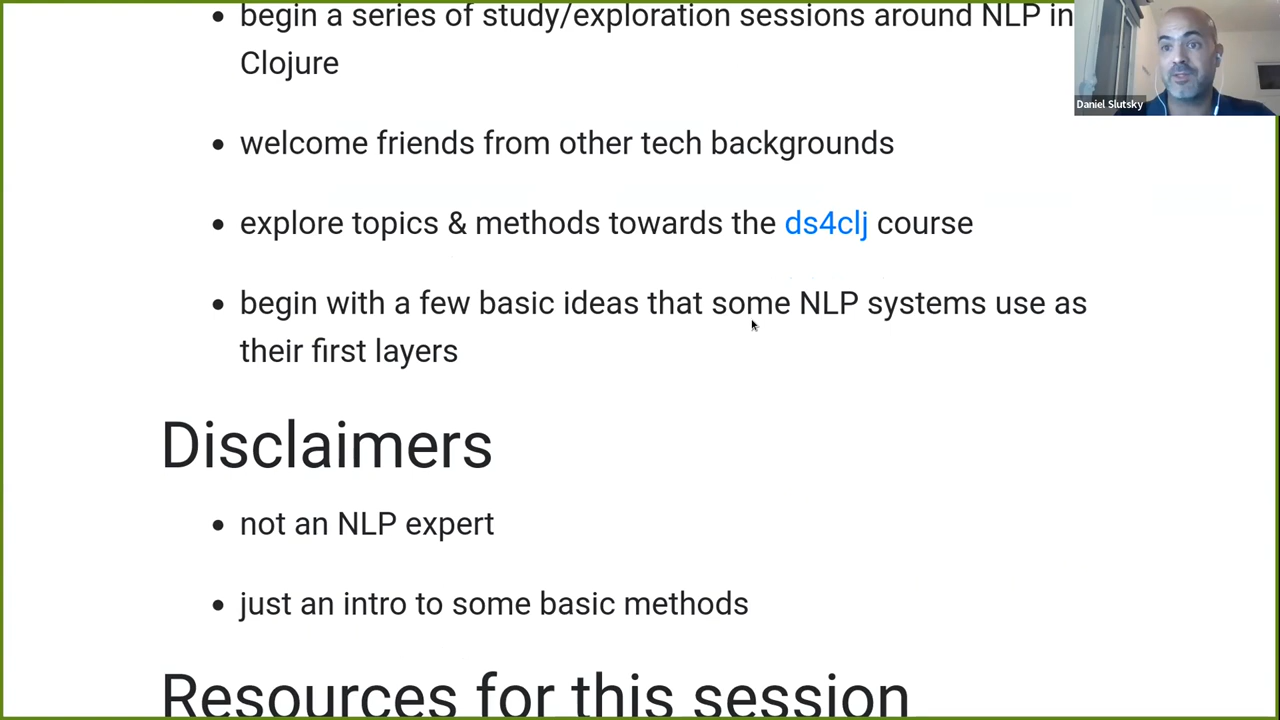 begin a series of study/exploration sessions around NLP in
Clojure
Daniel Slutsky
welcome friends from other tech backgrounds
explore topics & methods towards the ds4clj course
begin with a few basic ideas that some NLP systems use as
their first layers
Disclaimers
not an NLP expert
just an intro to some basic methods
Resources for this session